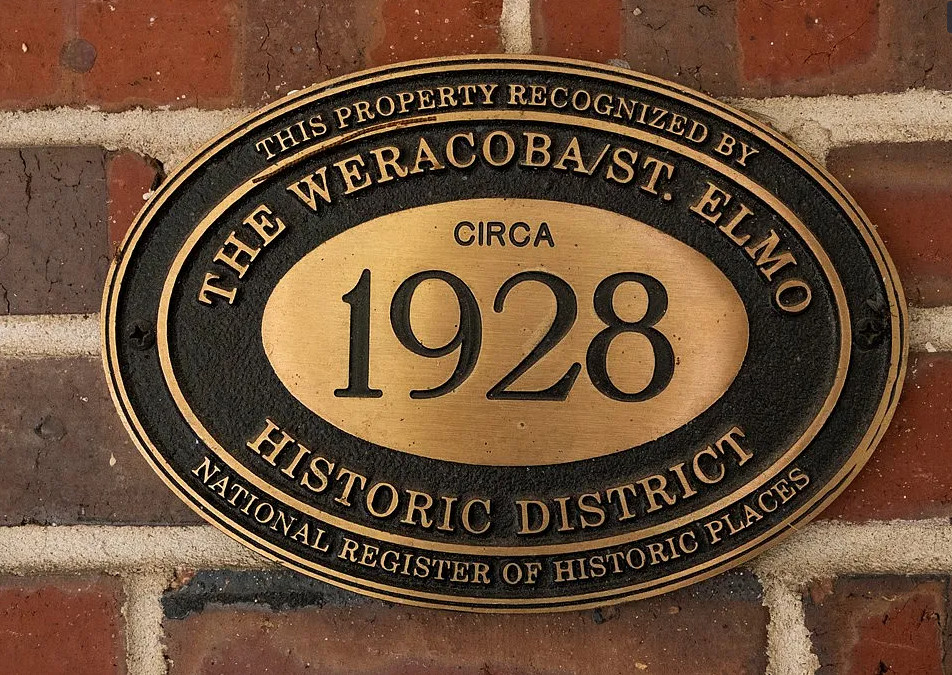 THIS PROPERTY RECOGNIZED BY
THE WERACOBA/ST. ELMO
CIRCA
1928
HISTORIC DISTRICT
NATIONAL REGISTER OF HISTORIC PLACES